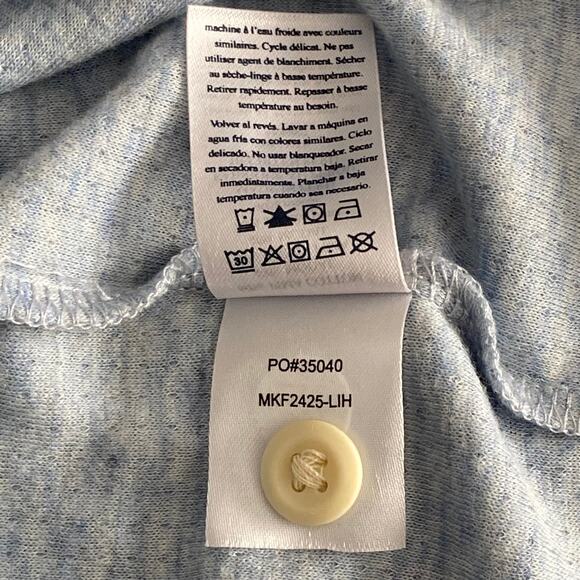 machine à l'eau froide avec couleurs
similaires. Cycle délicat. Ne pas
utiliser agent de blanchiment. Sécher
au sèche-linge à basse température.
Retirer rapidement. Repasser à basse
température au besoin.
Volver al revés. Lavar a máquina en
agua fría con colores similares. Ciclo
delicado. No usar blanqueador. Secar
en secadora a temperatura baja. Retirar
inmediatamente. Planchar a baja
temperatura cuando sea necesario.
30
PO#35040
MKF2425-LIH